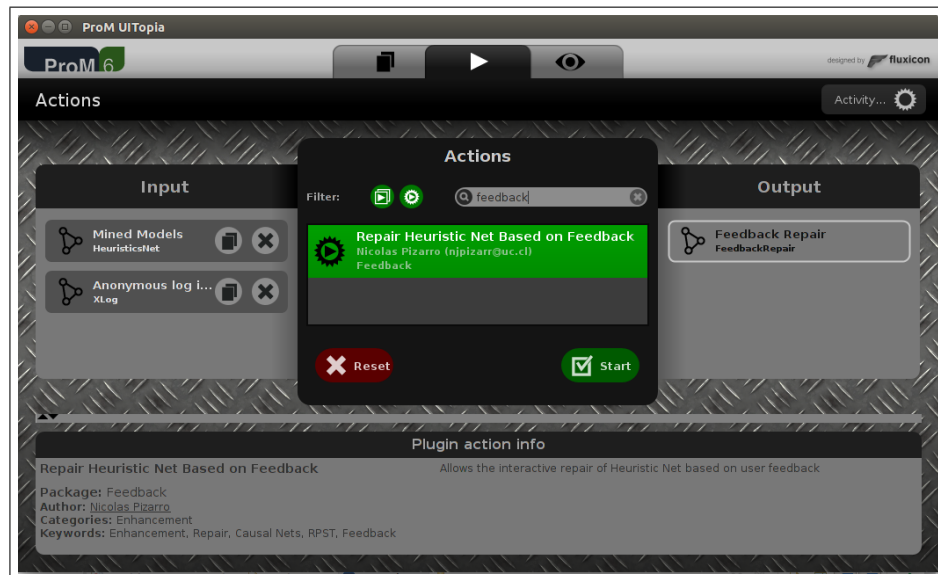 ProM UITopia
ProM 6
designed by fluxicon
Actions
Activity...
Input
Mined Models
HeuristicsNet
Anonymous log i...
XLog
Actions
Filter:
feedback
Repair Heuristic Net Based on Feedback
Nicolas Pizarro (njpizarr@uc.cl)
Feedback
Reset
Start
Output
Feedback Repair
FeedbackRepair
Plugin action info
Repair Heuristic Net Based on Feedback
Allows the interactive repair of Heuristic Net based on user feedback
Package: Feedback
Author: Nicolas Pizarro
Categories: Enhancement
Keywords: Enhancement, Repair, Causal Nets, RPST, Feedback